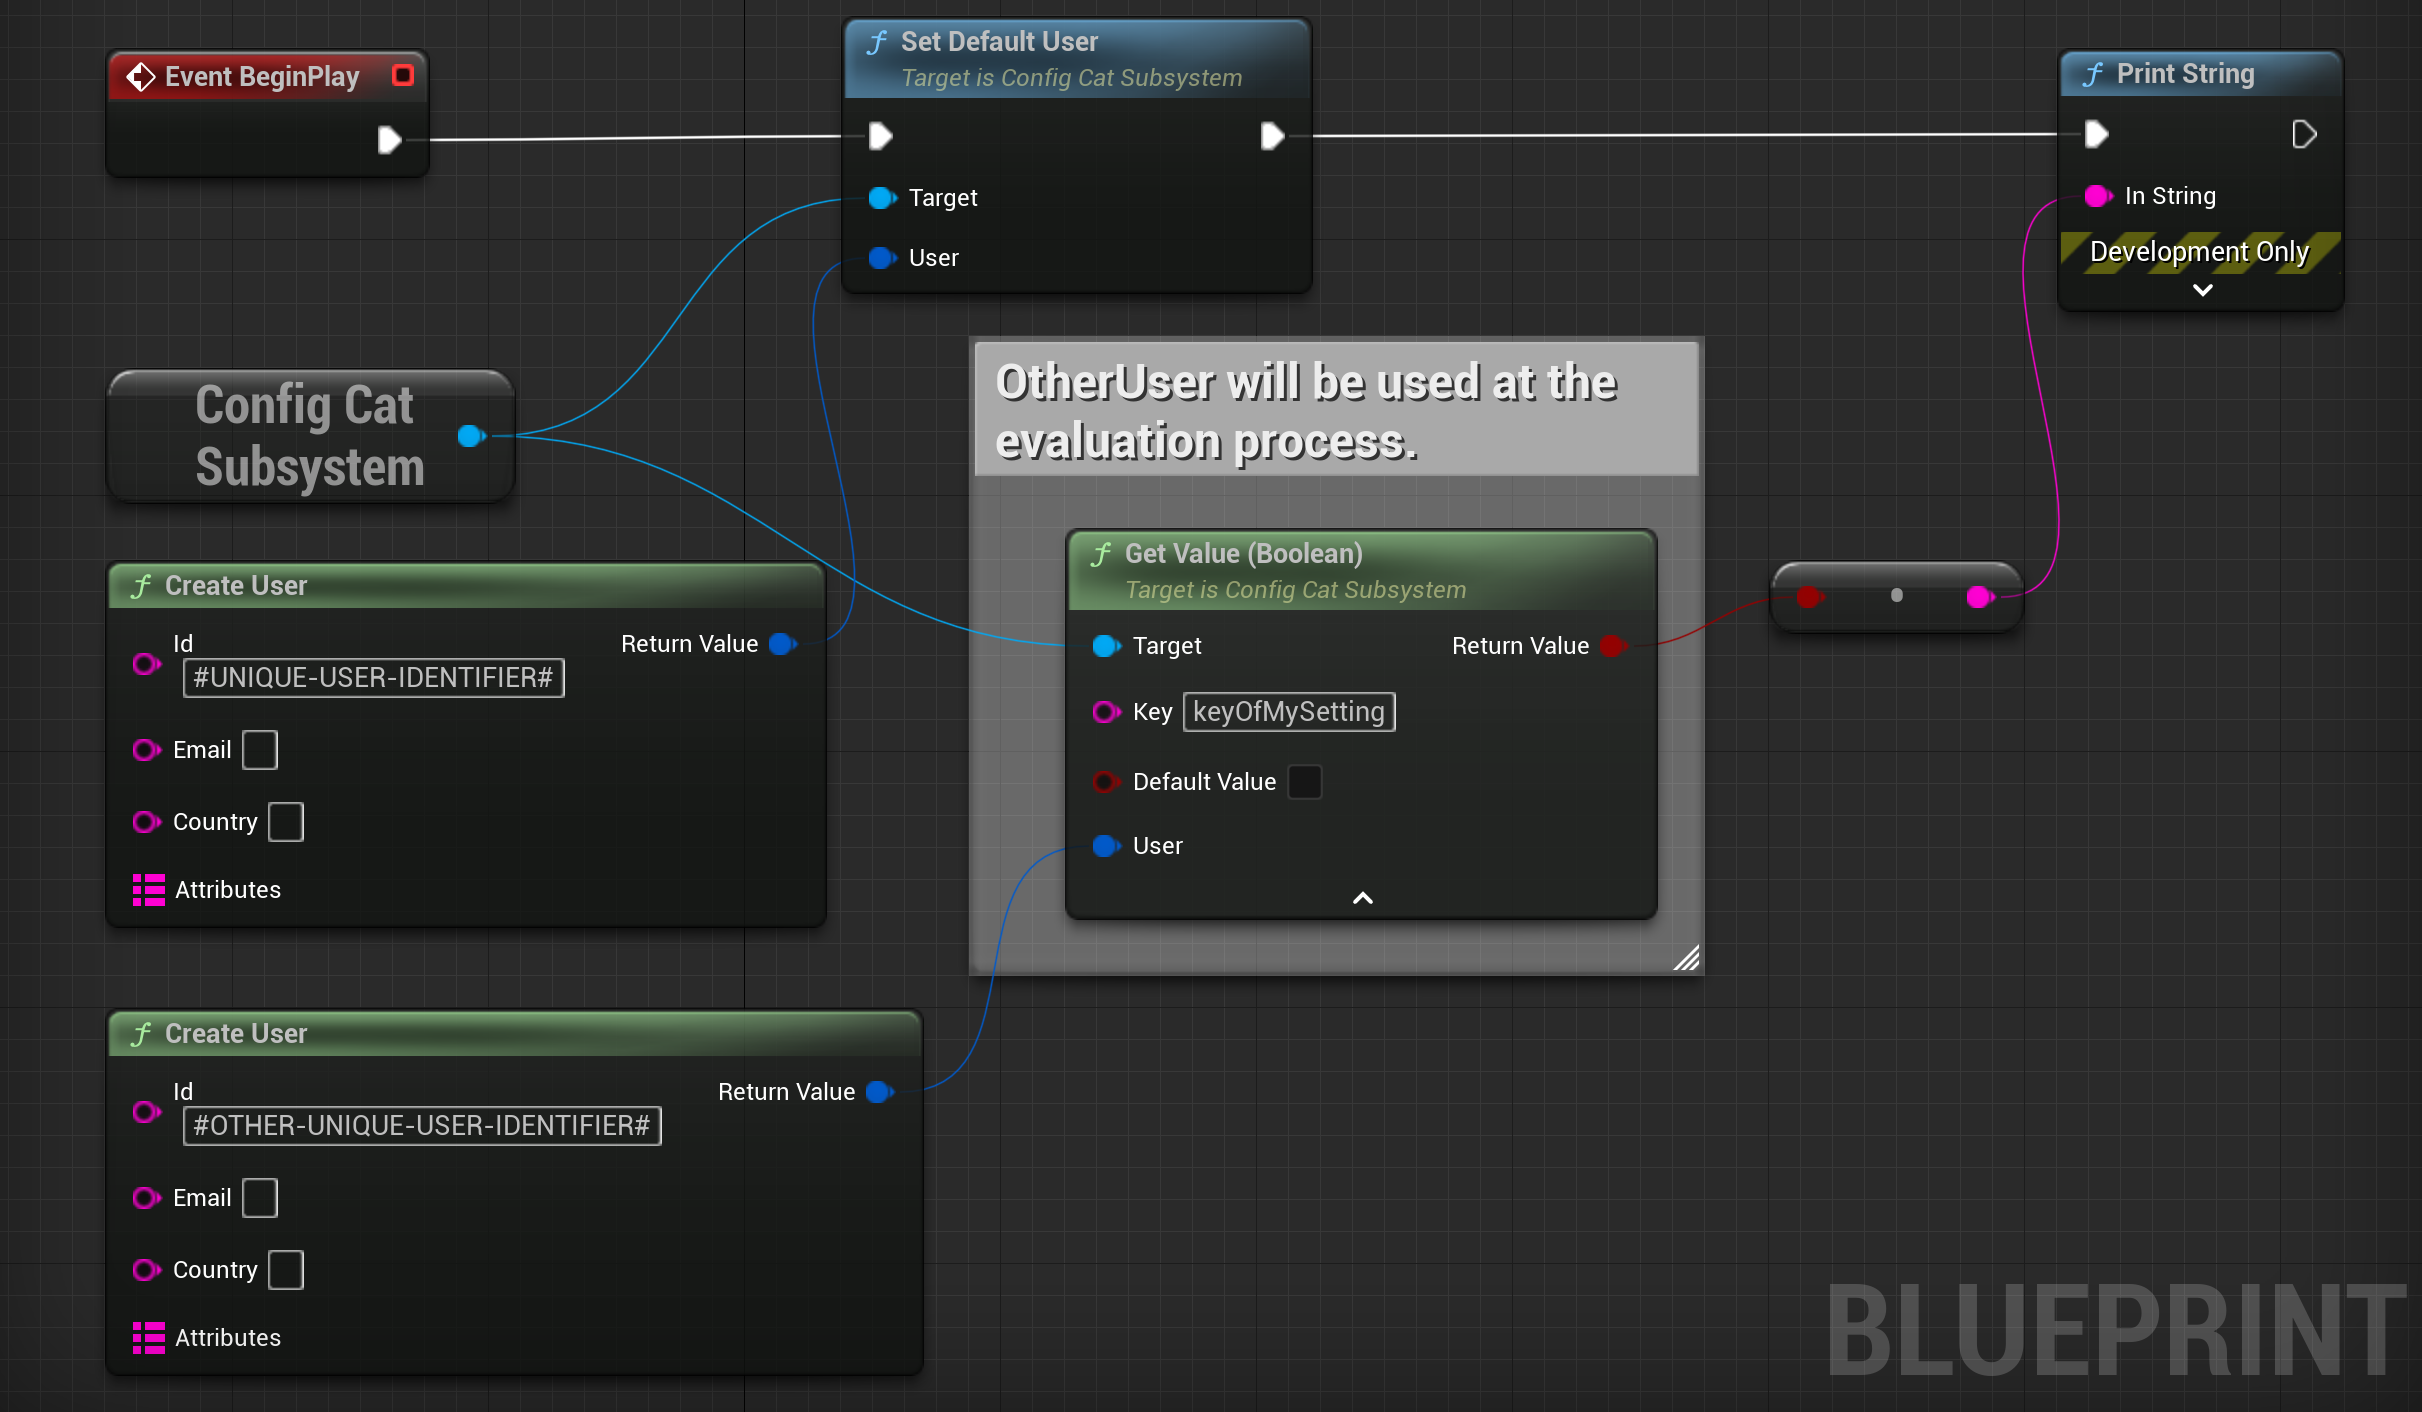 Event BeginPlay
Set Default User
Target is Config Cat Subsystem
Target
User
Print String
In String
Development Only
Config Cat
Subsystem
OtherUser will be used at the
evaluation process.
Get Value (Boolean)
Target is Config Cat Subsystem
Target
Return Value
Key keyOfMySetting
Default Value
User
Create User
Id
Return Value
#UNIQUE-USER-IDENTIFIER#
Email
Country
Attributes
Create User
Id
Return Value
#OTHER-UNIQUE-USER-IDENTIFIER#
Email
Country
Attributes
BLUEPRINT